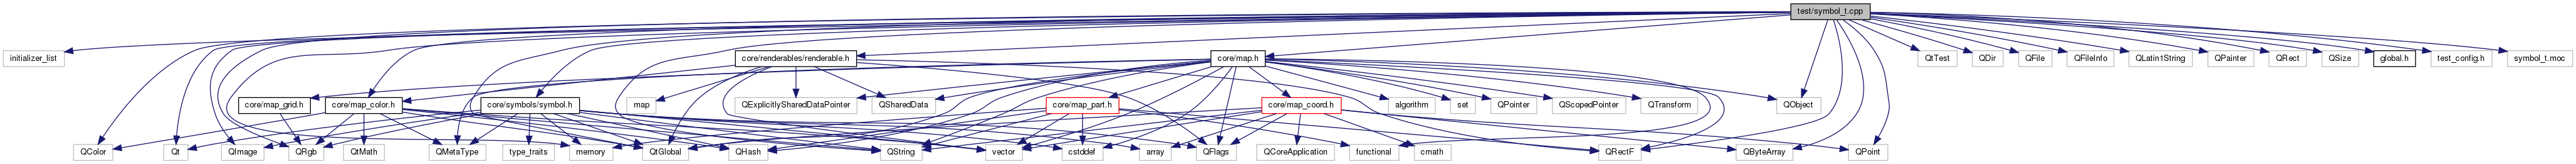 test/symbol_t.cpp
initializer_list
core/renderables/renderable.h
core/map.h
QtTest
QDir
QFile
QFileInfo
QLatin1String
QPainter
QRect
QSize
global.h
test_config.h
symbol_t.moc
core/map_grid.h
core/map_color.h
core/symbols/symbol.h
map
QExplicitlySharedDataPointer
QSharedData
core/map_part.h
core/map_coord.h
algorithm
set
QPointer
QScopedPointer
QTransform
QObject
QColor
Qt
QImage
QRgb
QtMath
QMetaType
type_traits
memory
QtGlobal
QHash
QString
vector
cstddef
array
QFlags
QCoreApplication
functional
cmath
QRectF
QByteArray
QPoint